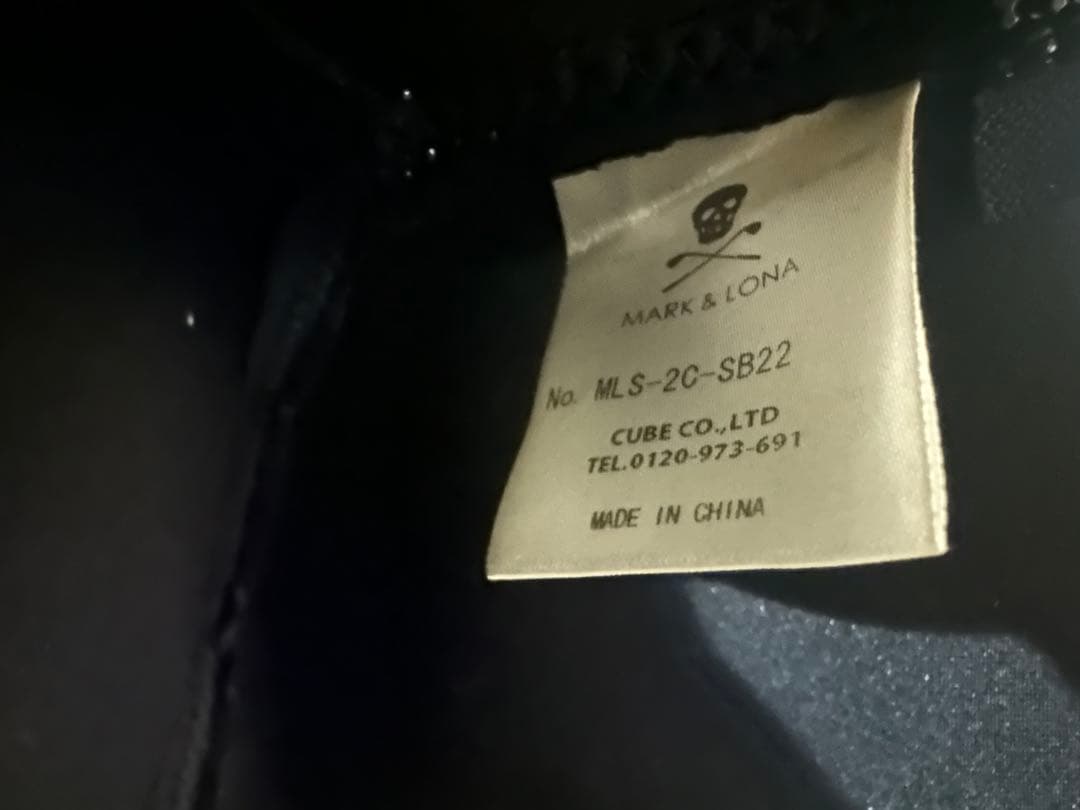 MARK & LONA
No. MLS-2C-SB22
CUBE CO.,LTD
TEL.0120-973-691
MADE IN CHINA